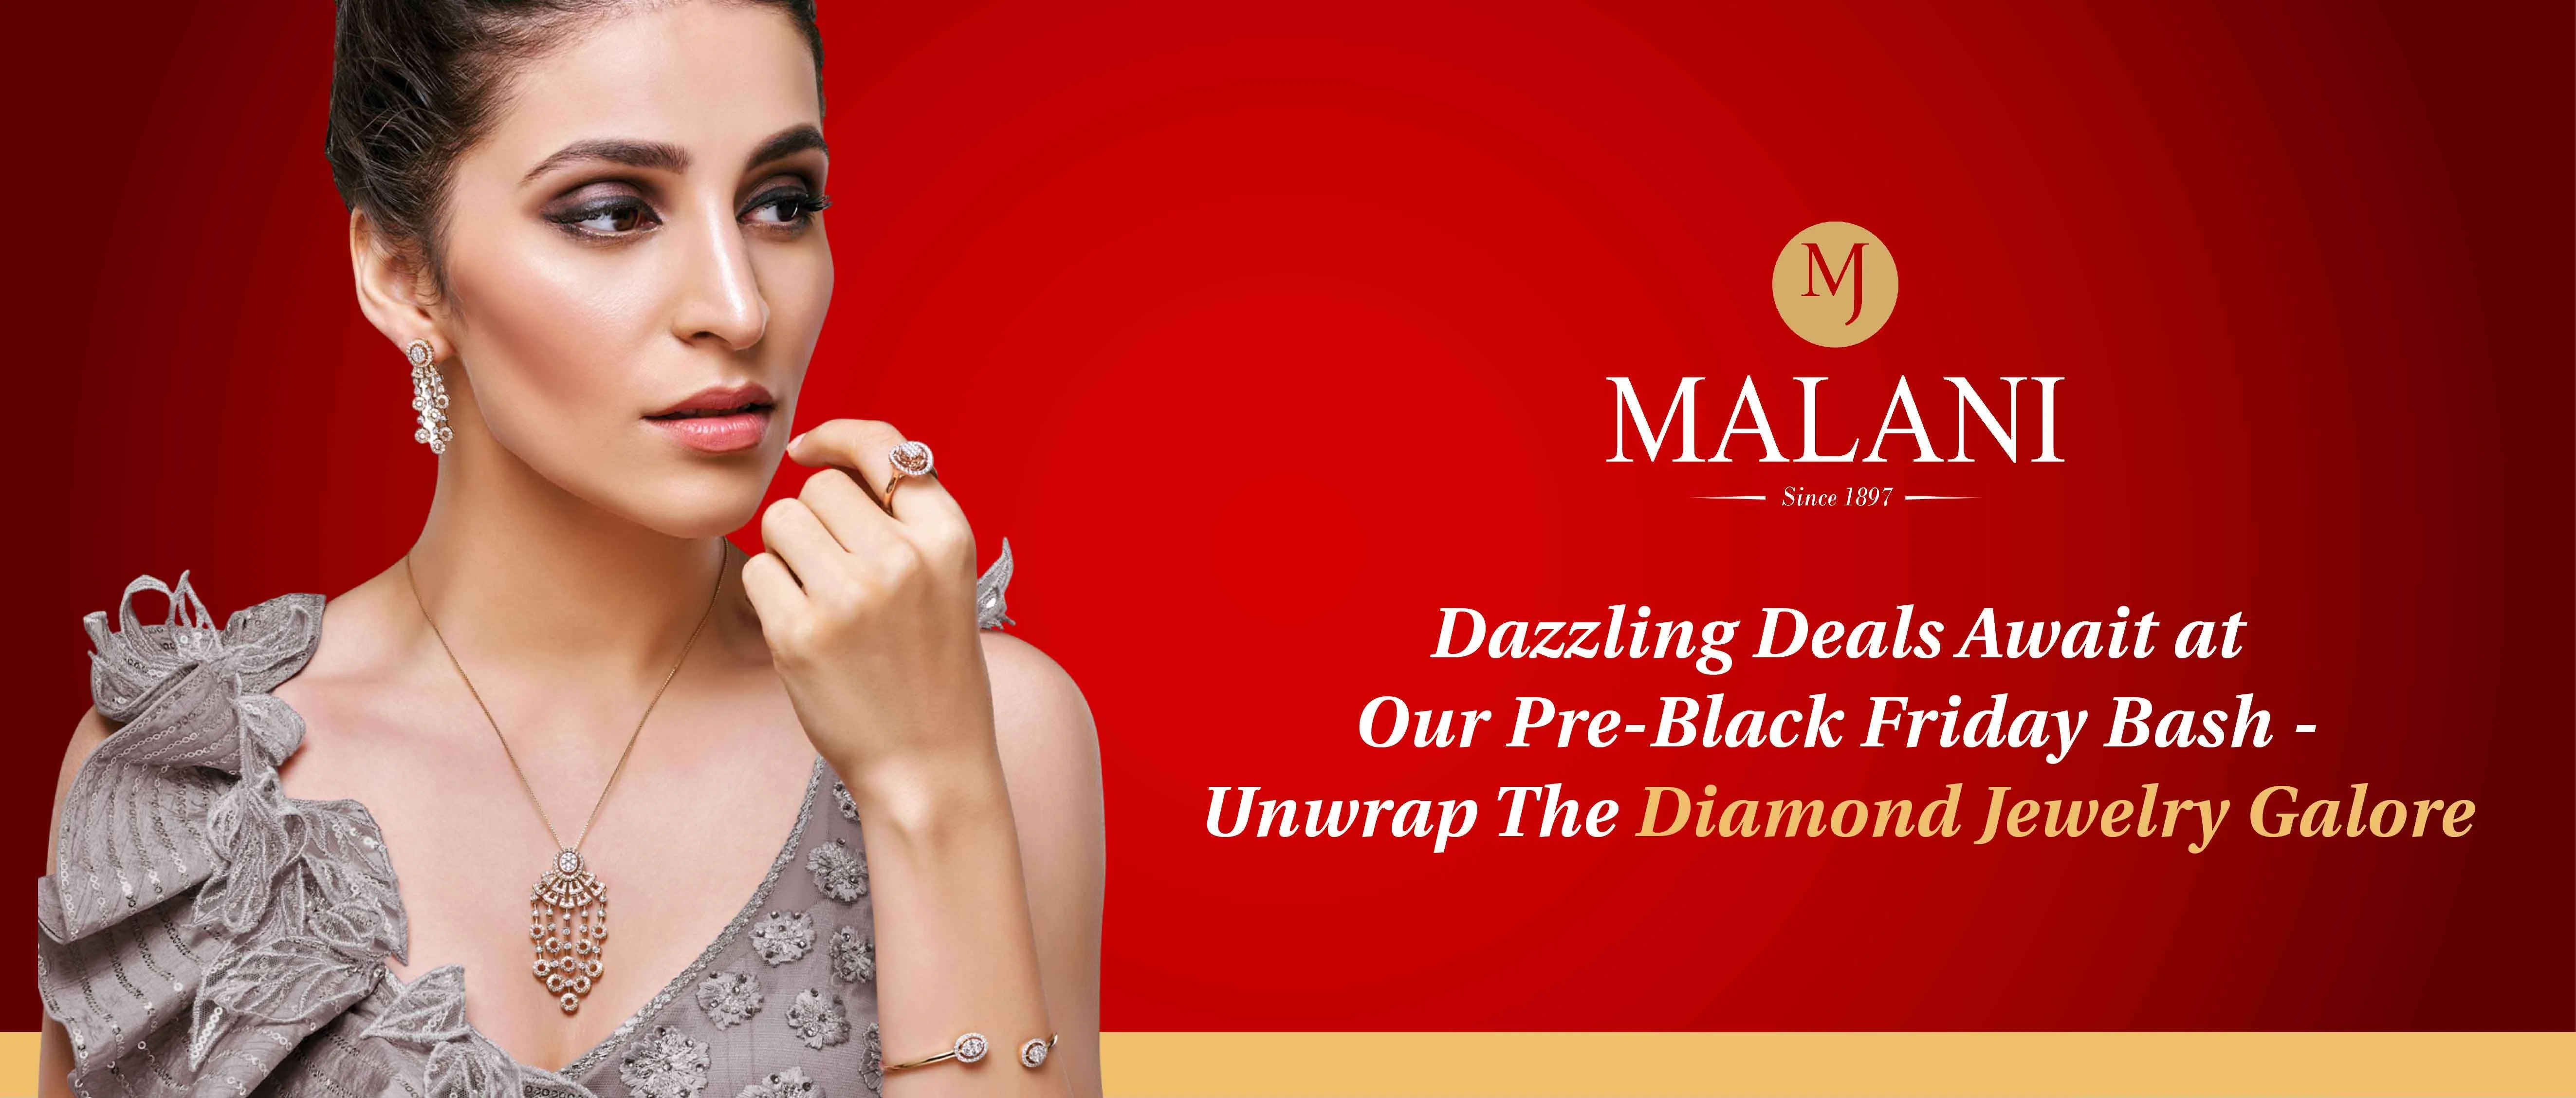 MJ
MALANI
Since 1897
Dazzling Deals Await at
Our Pre-Black Friday Bash -
Unwrap The Diamond Jewelry Galore